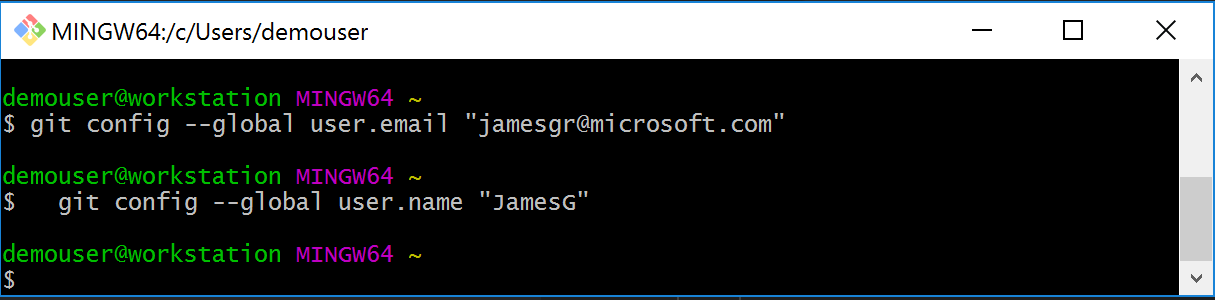 MINGW64:/c/Users/demouser
demouser@workstation MINGW64 ~
$ git config --global user.email "jamesgr@microsoft.com"
demouser@workstation MINGW64 ~
$   git config --global user.name "JamesG"
demouser@workstation MINGW64 ~
$